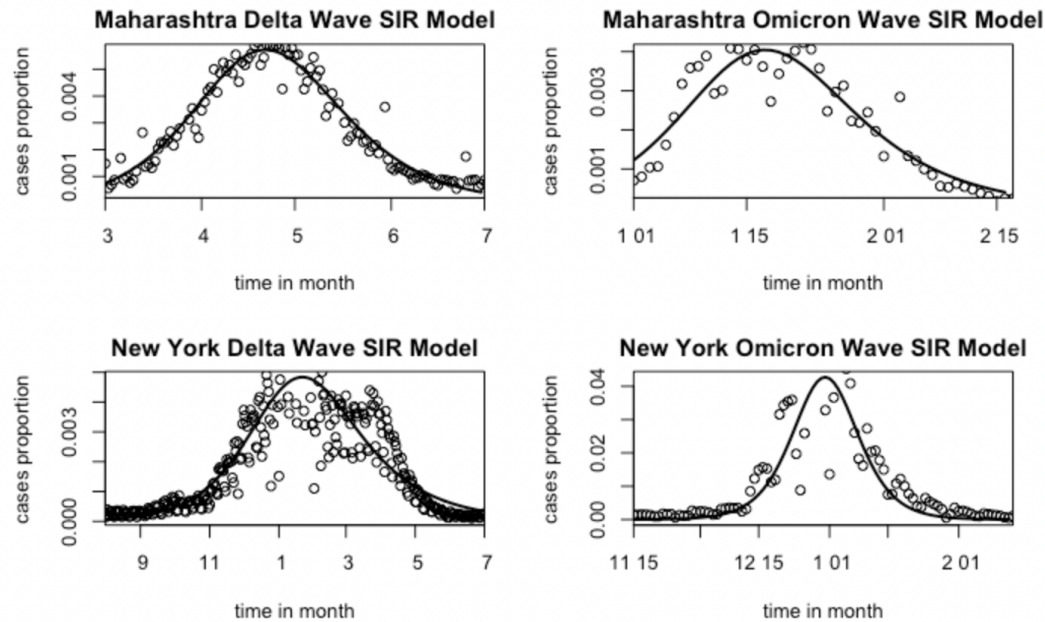 Maharashtra Delta Wave SIR Model
cases proportion
0.004
0.001
3 4 5 6 7
time in month
Maharashtra Omicron Wave SIR Model
cases proportion
0.003
0.001
1 01 1 15 2 01 2 15
time in month
New York Delta Wave SIR Model
cases proportion
0.003
0.000
9 11 1 3 5 7
time in month
New York Omicron Wave SIR Model
cases proportion
0.04
0.02
0.00
11 15 12 15 1 01 2 01
time in month